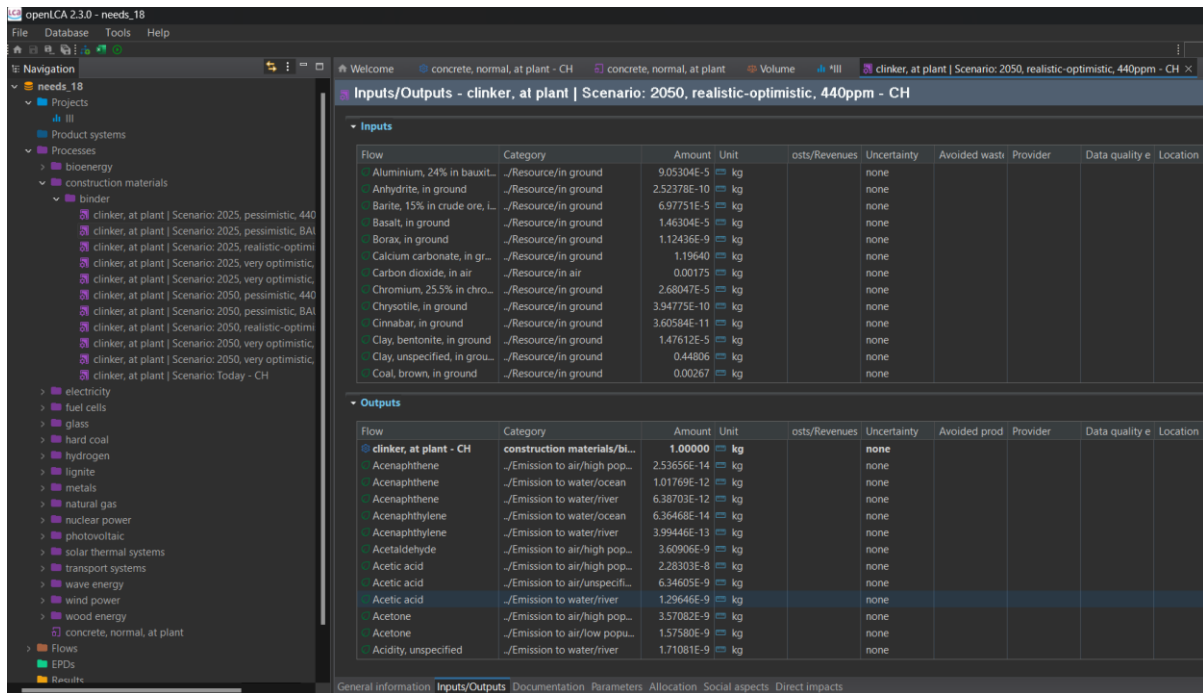 openLCA 2.3.0 - needs_18
File Database Tools Help
Navigation
needs_18
Projects
III
Product systems
Processes
bioenergy
construction materials
binder
clinker, at plant | Scenario: 2025, pessimistic, 440
clinker, at plant | Scenario: 2025, pessimistic, BAU
clinker, at plant | Scenario: 2025, realistic-optimi
clinker, at plant | Scenario: 2025, very optimistic,
clinker, at plant | Scenario: 2025, very optimistic,
clinker, at plant | Scenario: 2050, pessimistic, 440
clinker, at plant | Scenario: 2050, pessimistic, BAU
clinker, at plant | Scenario: 2050, realistic-optimi
clinker, at plant | Scenario: 2050, very optimistic,
clinker, at plant | Scenario: 2050, very optimistic,
clinker, at plant | Scenario: Today - CH
electricity
fuel cells
glass
hard coal
hydrogen
lignite
metals
natural gas
nuclear power
photovoltaic
solar thermal systems
transport systems
wave energy
wind power
wood energy
concrete, normal, at plant
Flows
EPDs
Results
Welcome concrete, normal, at plant - CH concrete, normal, at plant Volume *III clinker, at plant | Scenario: 2050, realistic-optimistic, 440ppm - CH
Inputs/Outputs - clinker, at plant | Scenario: 2050, realistic-optimistic, 440ppm - CH
Inputs
Flow Category Amount Unit osts/Revenues Uncertainty Avoided waste Provider Data quality e Location
Aluminium, 24% in bauxit... ../Resource/in ground 9.05304E-5 kg none
Anhydrite, in ground ../Resource/in ground 2.52378E-10 kg none
Barite, 15% in crude ore, i... ../Resource/in ground 6.97751E-5 kg none
Basalt, in ground ../Resource/in ground 1.46304E-5 kg none
Borax, in ground ../Resource/in ground 1.12436E-9 kg none
Calcium carbonate, in gr... ../Resource/in ground 1.19640 kg none
Carbon dioxide, in air ../Resource/in air 0.00175 kg none
Chromium, 25.5% in chro... ../Resource/in ground 2.68047E-5 kg none
Chrysotile, in ground ../Resource/in ground 3.94775E-10 kg none
Cinnabar, in ground ../Resource/in ground 3.60584E-11 kg none
Clay, bentonite, in ground ../Resource/in ground 1.47612E-5 kg none
Clay, unspecified, in grou... ../Resource/in ground 0.44806 kg none
Coal, brown, in ground ../Resource/in ground 0.00267 kg none
Outputs
Flow Category Amount Unit osts/Revenues Uncertainty Avoided prod Provider Data quality e Location
clinker, at plant - CH construction materials/bi... 1.00000 kg none
Acenaphthene ../Emission to air/high pop... 2.53656E-14 kg none
Acenaphthene ../Emission to water/ocean 1.01769E-12 kg none
Acenaphthene ../Emission to water/river 6.38703E-12 kg none
Acenaphthylene ../Emission to water/ocean 6.36468E-14 kg none
Acenaphthylene ../Emission to water/river 3.99446E-13 kg none
Acetaldehyde ../Emission to air/high pop... 3.60906E-9 kg none
Acetic acid ../Emission to air/high pop... 2.28303E-8 kg none
Acetic acid ../Emission to air/unspecifi... 6.34605E-9 kg none
Acetic acid ../Emission to water/river 1.29646E-9 kg none
Acetone ../Emission to air/high pop... 3.57082E-9 kg none
Acetone ../Emission to air/low popu... 1.57580E-9 kg none
Acidity, unspecified ../Emission to water/river 1.71081E-9 kg none
General information Inputs/Outputs Documentation Parameters Allocation Social aspects Direct impacts